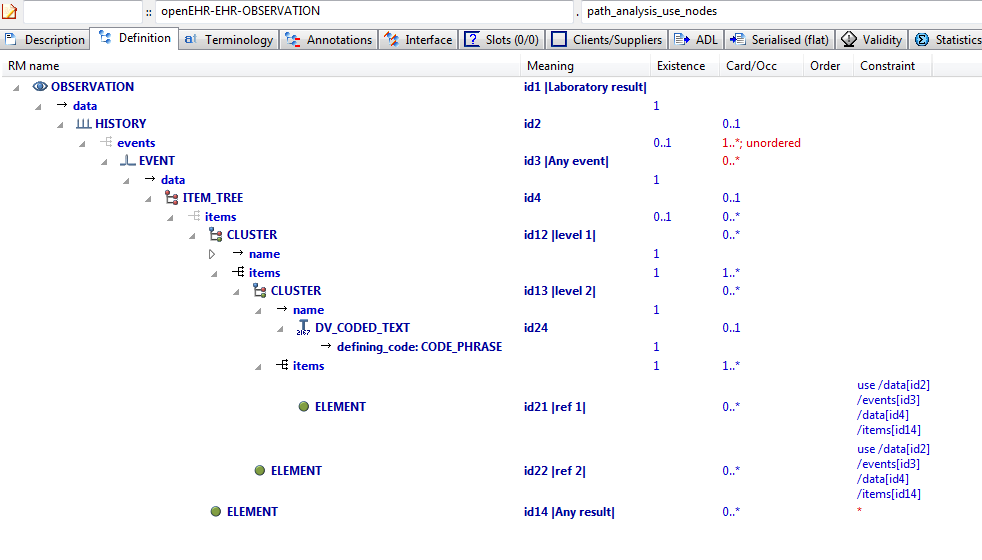 :: openEHR-EHR-OBSERVATION . path_analysis_use_nodes
Description Definition Terminology Annotations Interface Slots (0/0) Clients/Suppliers ADL Serialised (flat) Validity Statistics
RM name Meaning Existence Card/Occ Order Constraint
OBSERVATION id1 |Laboratory result|
data 1
HISTORY id2 0..1
events 0..1 1..*; unordered
EVENT id3 |Any event| 0..*
data 1
ITEM_TREE id4 0..1
items 0..1 0..*
CLUSTER id12 |level 1| 0..*
name 1
items 1 1..*
CLUSTER id13 |level 2| 0..*
name 1
DV_CODED_TEXT id24 0..1
defining_code: CODE_PHRASE 1
items 1 1..*
use /data[id2]
/events[id3]
ELEMENT id21 |ref 1| 0..*
/data[id4]
/items[id14]
use /data[id2]
/events[id3]
ELEMENT id22 |ref 2| 0..*
/data[id4]
/items[id14]
ELEMENT id14 |Any result| 0..* *